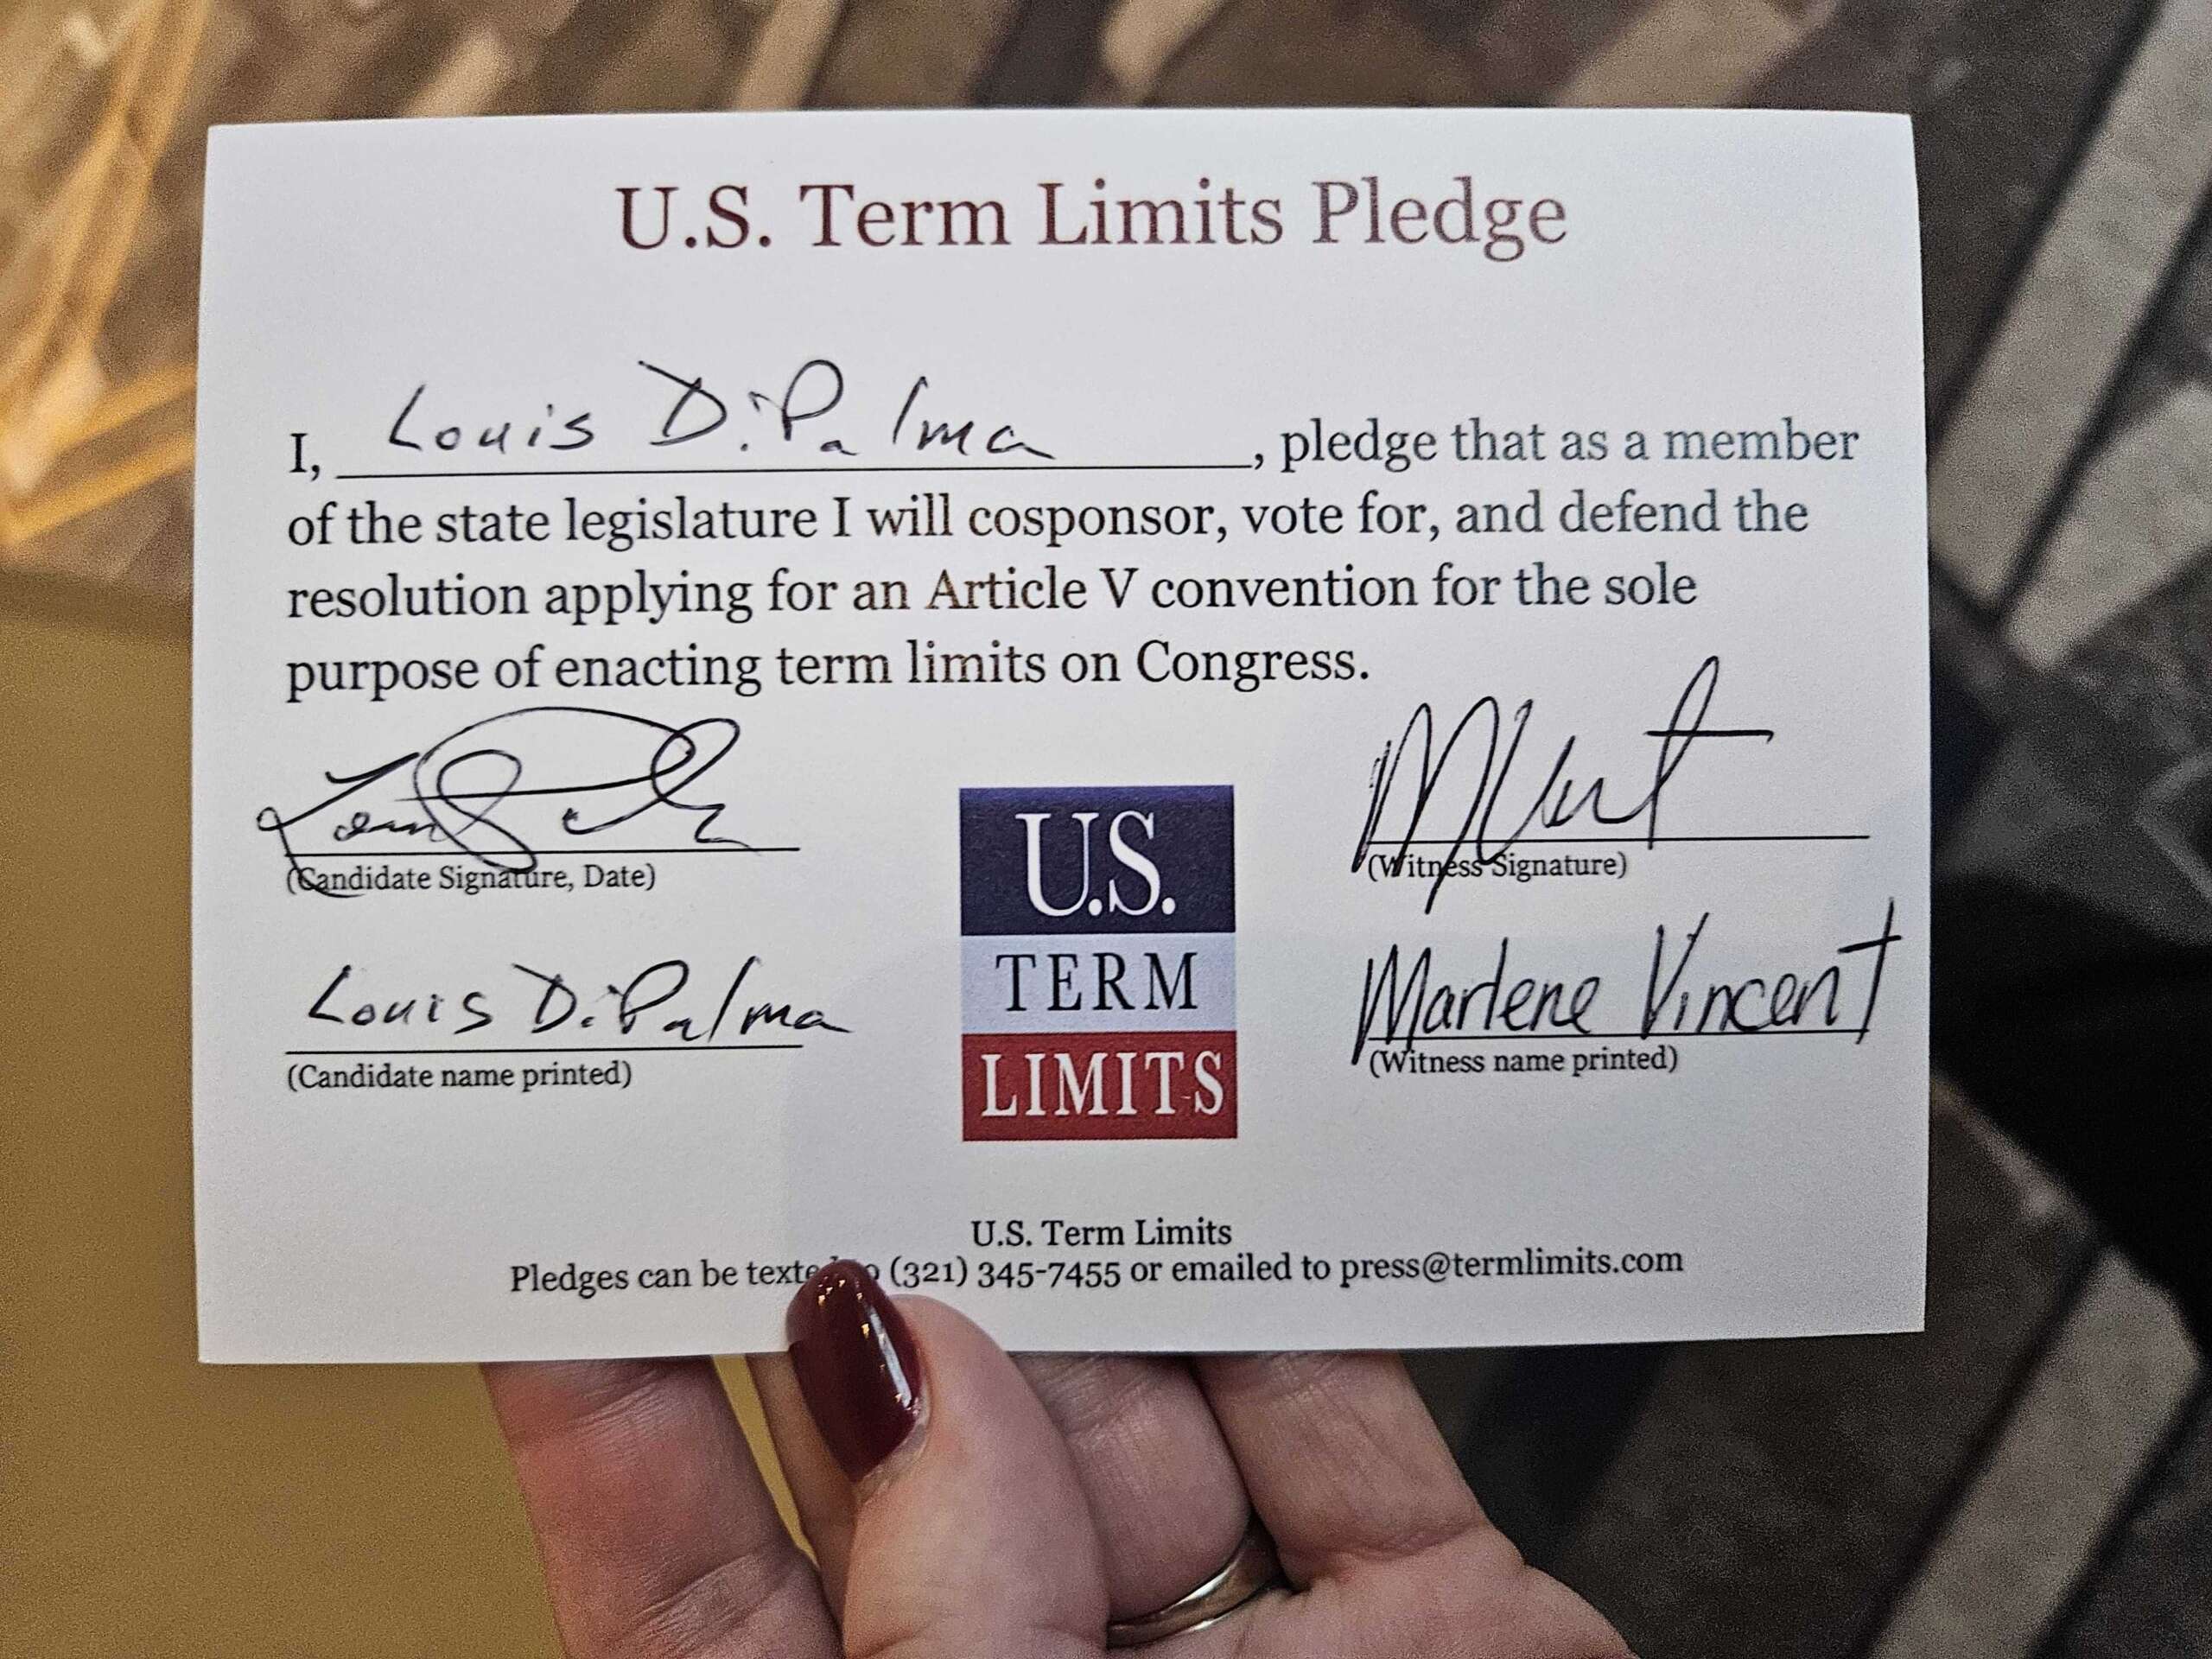 U.S. Term Limits Pledge
I, Louis DiPalma, pledge that as a member
of the state legislature I will cosponsor, vote for, and defend the
resolution applying for an Article V convention for the sole
purpose of enacting term limits on Congress.
(Candidate Signature, Date)
(Witness Signature)
Louis DiPalma
(Candidate name printed)
Marlene Vincent
(Witness name printed)
U.S.
TERM
LIMITS
U.S. Term Limits
Pledges can be (321) 345-7455 or emailed to press@termlimits.com